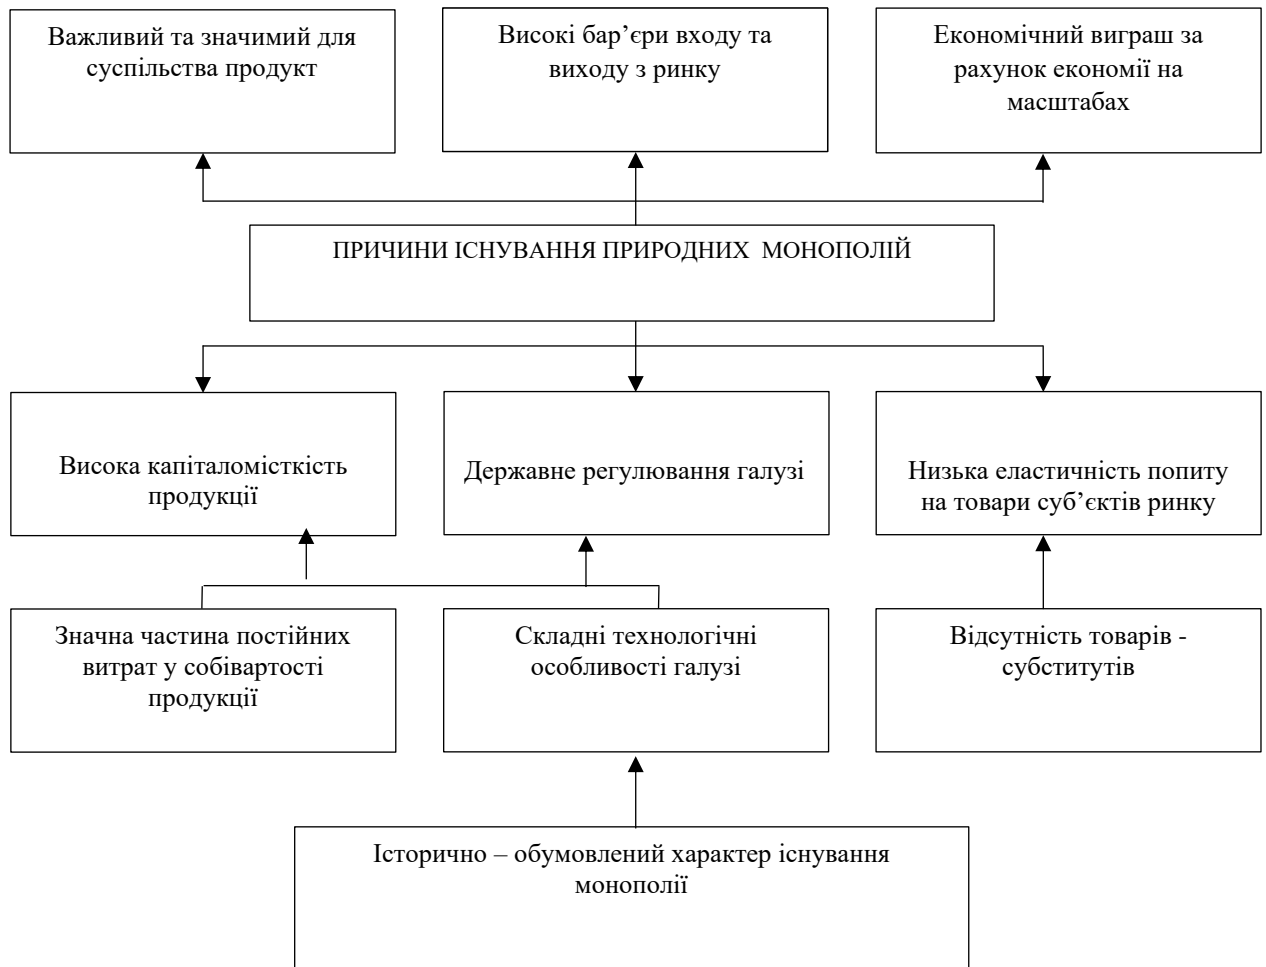 Важливий та значимий для
суспільства продукт
Високі бар’єри входу та
виходу з ринку
Економічний виграш за
рахунок економії на
масштабах
ПРИЧИНИ ІСНУВАННЯ ПРИРОДНИХ МОНОПОЛІЙ
Висока капіталомісткість
продукції
Державне регулювання галузі
Низька еластичність попиту
на товари суб’єктів ринку
Значна частина постійних
витрат у собівартості
продукції
Складні технологічні
особливості галузі
Відсутність товарів -
субститутів
Історично – обумовлений характер існування
монополії